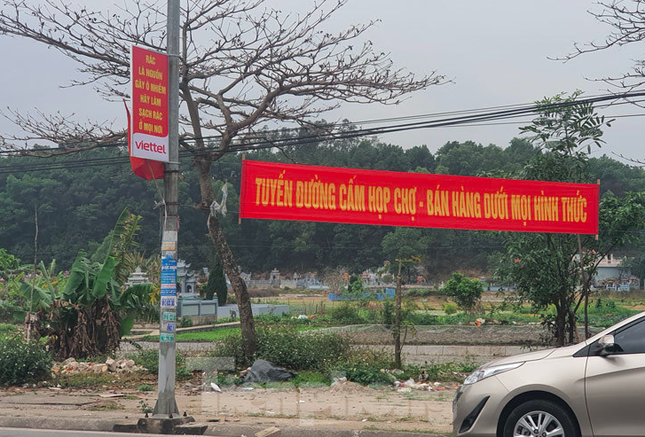 RÁC
LÀ NGUỒN
GÂY Ô NHIỄM
HÃY LÀM
SẠCH RÁC
Ở MỌI NƠI
viettel
TUYẾN ĐƯỜNG CẤM HỌP CHỢ - BÁN HÀNG DƯỚI MỌI HÌNH THỨC